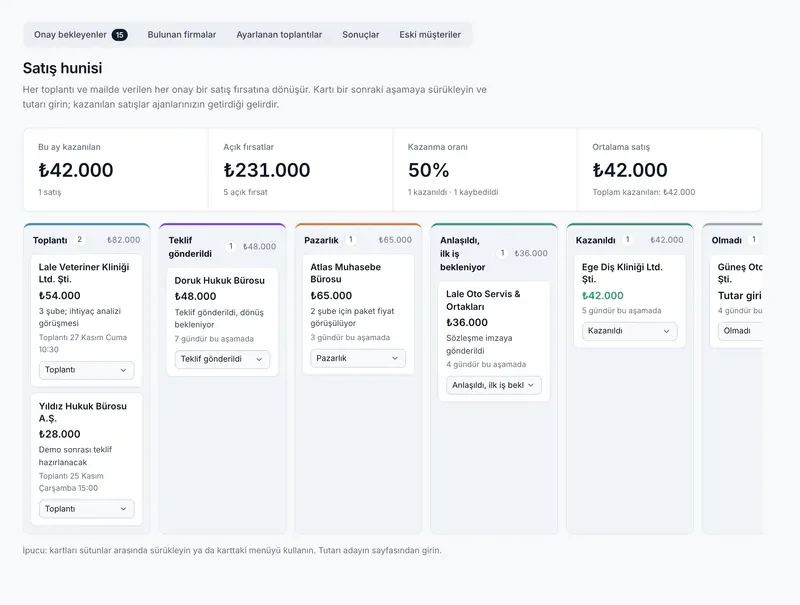 Onay bekleyenler 15 Bulunan firmalar Ayarlanan toplantılar Sonuçlar Eski müşteriler
Satış hunisi
Her toplantı ve mailde verilen her onay bir satış fırsatına dönüşür. Kartı bir sonraki aşamaya sürükleyin ve
tutarı girin; kazanılan satışlar ajanlarınızın getirdiği gelirdir.
Bu ay kazanılan
₺42.000
1 satış
Açık fırsatlar
₺231.000
5 açık fırsat
Kazanma oranı
50%
1 kazanıldı · 1 kaybedildi
Ortalama satış
₺42.000
Toplam kazanılan: ₺42.000
Toplantı 2 ₺82.000
Lale Veteriner Kliniği
Ltd. Şti.
₺54.000
3 şube; ihtiyaç analizi
görüşmesi
Toplantı 27 Kasım Cuma
10:30
Toplantı
Yıldız Hukuk Bürosu
A.Ş.
₺28.000
Demo sonrası teklif
hazırlanacak
Toplantı 25 Kasım
Çarşamba 15:00
Toplantı
Teklif
gönderildi
1 ₺48.000
Doruk Hukuk Bürosu
₺48.000
Teklif gönderildi, dönüş
bekleniyor
7 gündür bu aşamada
Teklif gönderildi
Pazarlık 1 ₺65.000
Atlas Muhasebe
Bürosu
₺65.000
2 şube için paket fiyat
görüşülüyor
3 gündür bu aşamada
Pazarlık
Anlaşıldı,
ilk iş
bekleniyor
1 ₺36.000
Lale Oto Servis &
Ortakları
₺36.000
Sözleşme imzaya
gönderildi
4 gündür bu aşamada
Anlaşıldı, ilk iş bekl
Kazanıldı 1 ₺42.000
Ege Diş Kliniği Ltd.
Şti.
₺42.000
5 gündür bu aşamada
Kazanıldı
Olmadı 1
Güneş Oto
Şti.
Tutar giri
4 gündür bu
Olmadı
İpucu: kartları sütunlar arasında sürükleyin ya da karttaki menüyü kullanın. Tutarı adayın sayfasından girin.